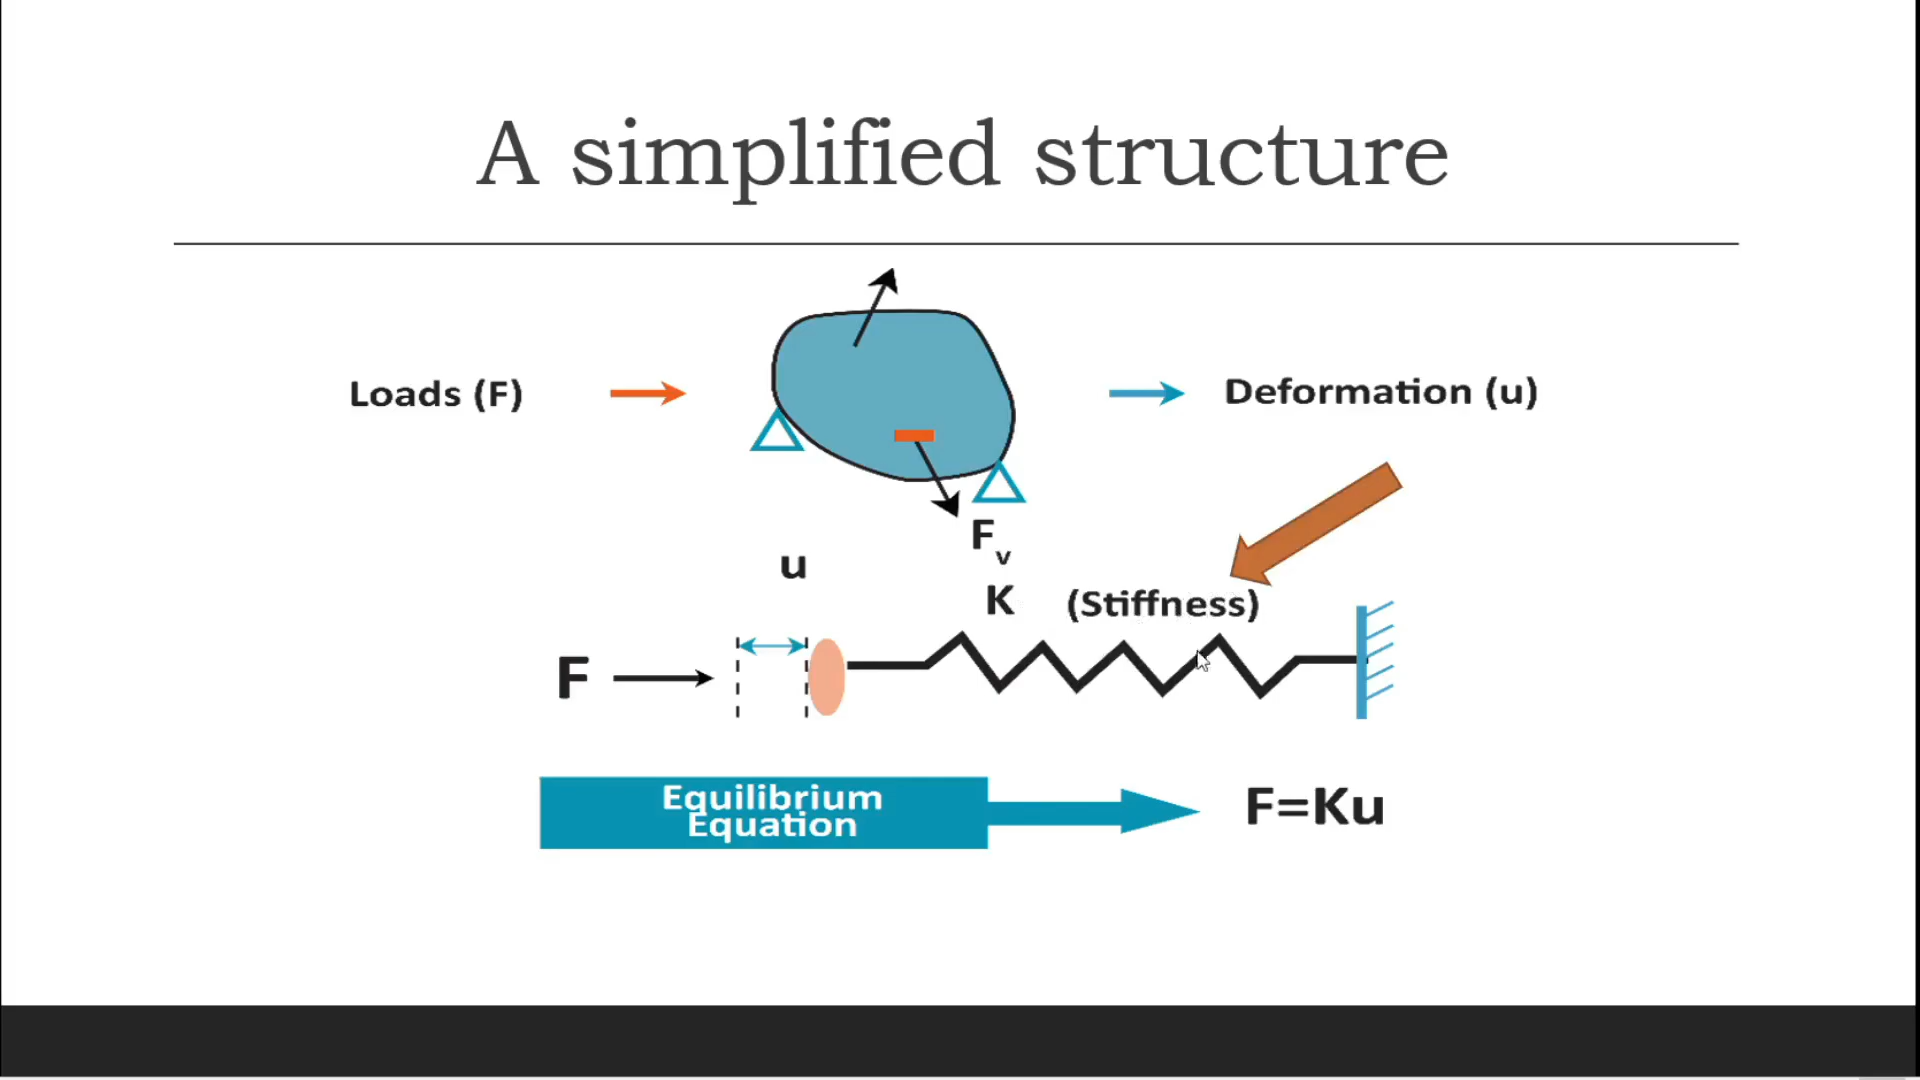 A simplified structure
Loads (F)
Deformation (u)
Fv
u
K (Stiffness)
F
Equilibrium
Equation
F=Ku